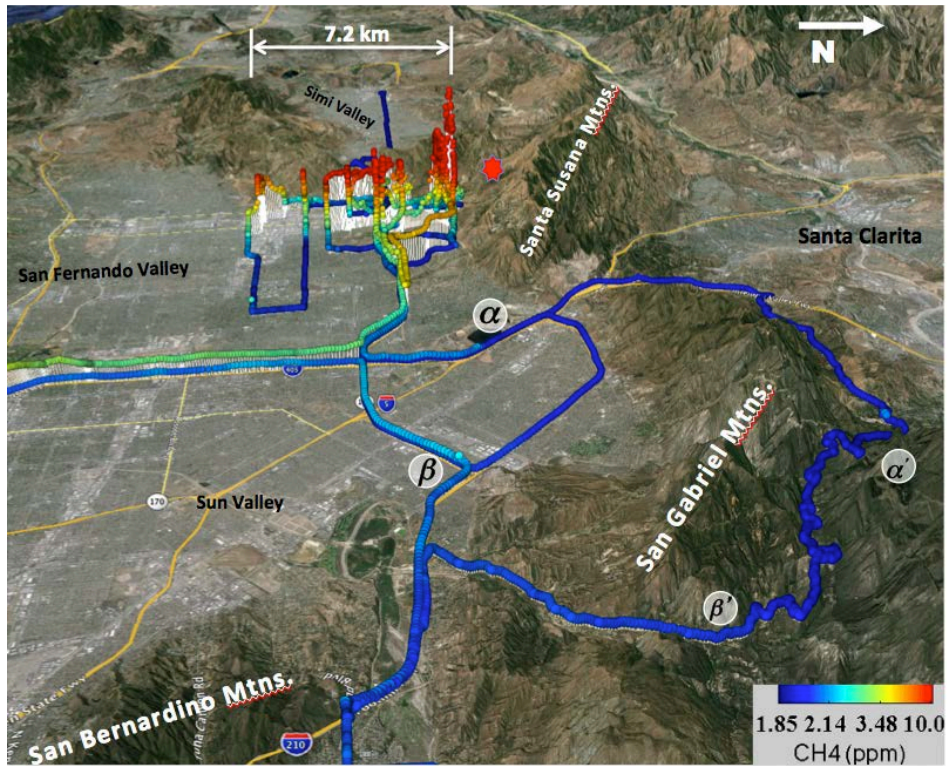 7.2 km
N
Simi Valley
Santa Susana Mtns.
Santa Clarita
San Fernando Valley
α
405
5
β
San Gabriel Mtns.
α'
170
Sun Valley
β'
San Bernardino Mtns.
210
1.85 2.14 3.48 10.0
CH4 (ppm)